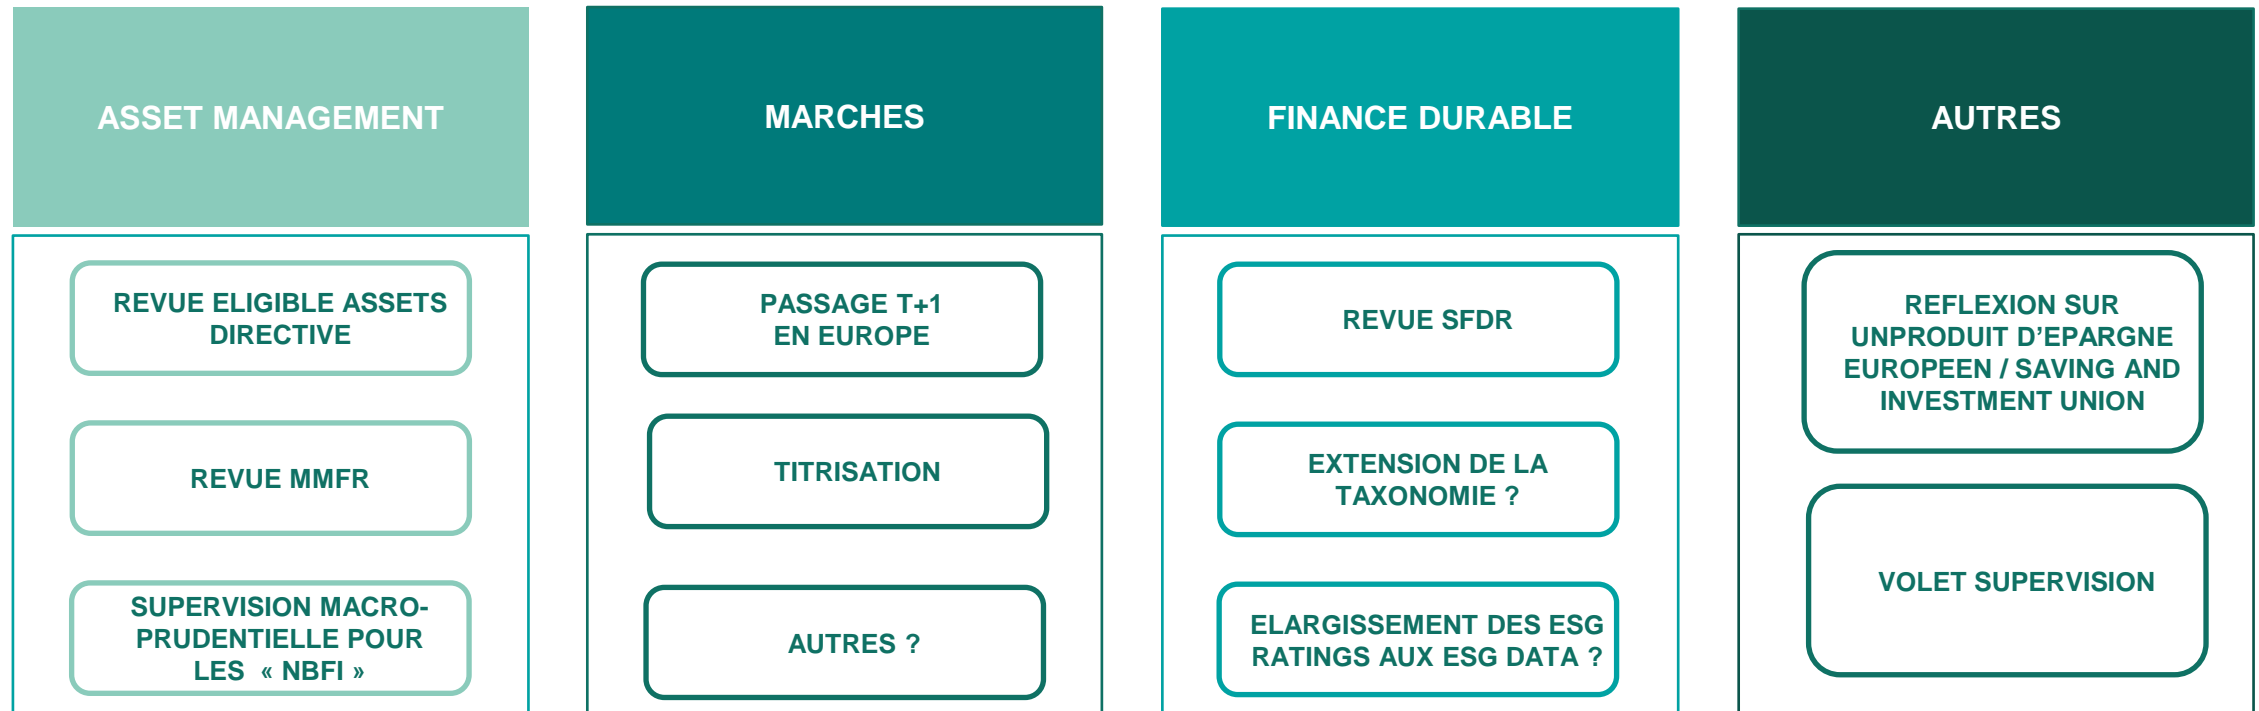 ASSET MANAGEMENT
REVUE ELIGIBLE ASSETS
DIRECTIVE
REVUE MMFR
SUPERVISION MACRO-
PRUDENTIELLE POUR
LES « NBFI »
MARCHES
PASSAGE T+1
EN EUROPE
TITRISATION
AUTRES ?
FINANCE DURABLE
REVUE SFDR
EXTENSION DE LA
TAXONOMIE ?
ELARGISSEMENT DES ESG
RATINGS AUX ESG DATA ?
AUTRES
REFLEXION SUR
UNPRODUIT D’EPARGNE
EUROPEEN / SAVING AND
INVESTMENT UNION
VOLET SUPERVISION